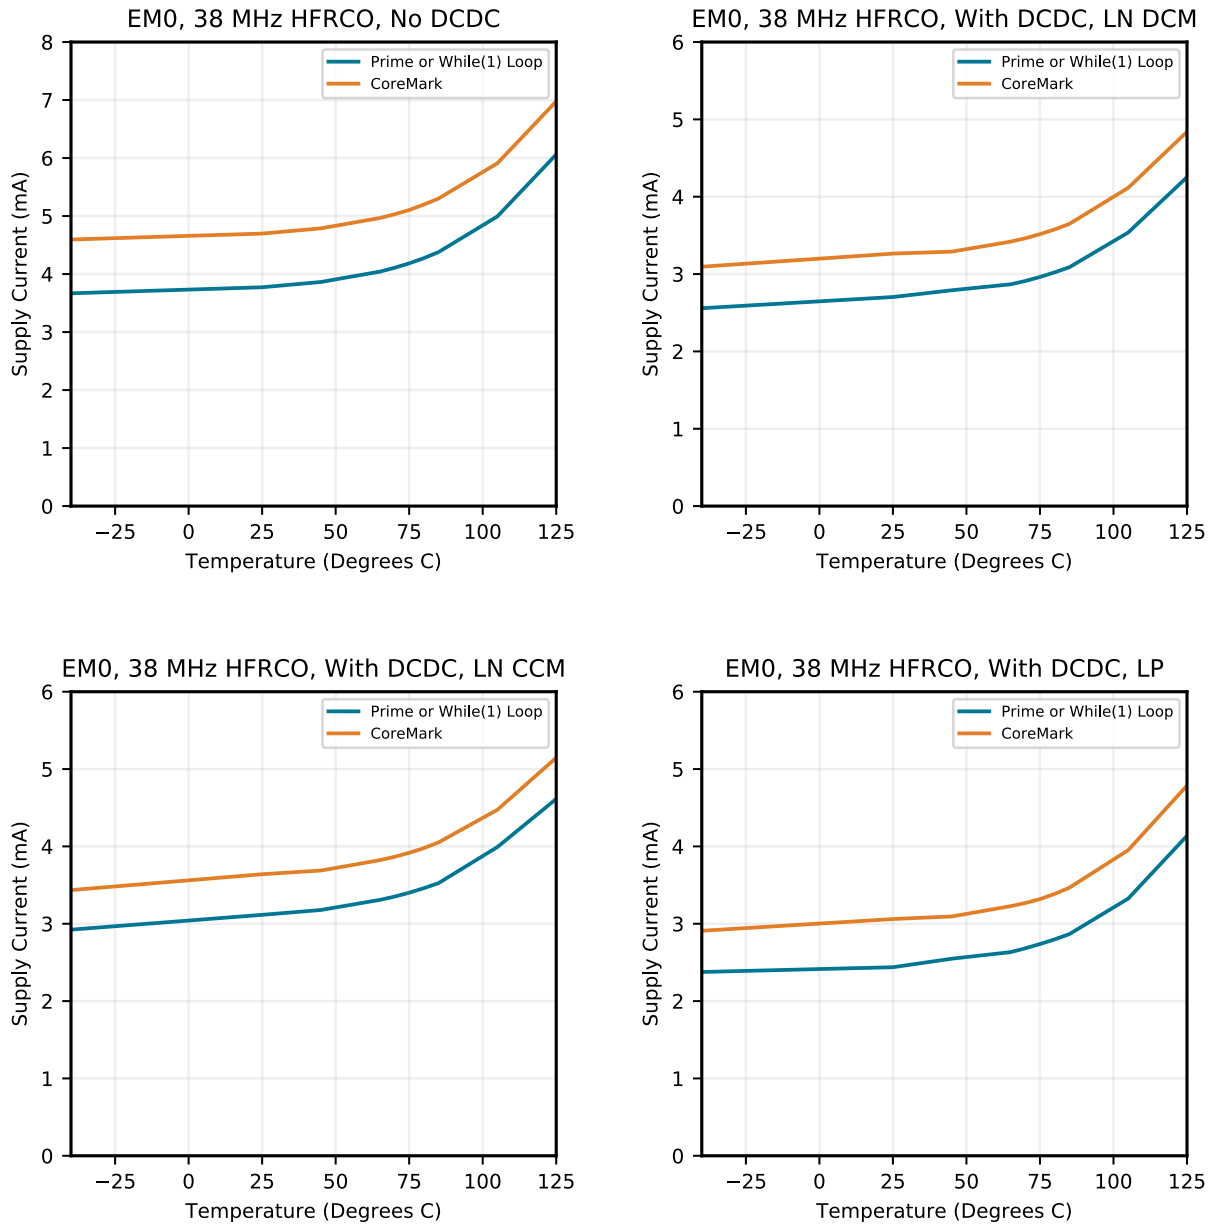 EM0, 38 MHz HFRCO, No DCDC
8
7
6
5
4
3
2
1
0
Supply Current (mA)
Prime or While(1) Loop
CoreMark
−25 0 25 50 75 100 125
Temperature (Degrees C)
EM0, 38 MHz HFRCO, With DCDC, LN DCM
6
5
4
3
2
1
0
Supply Current (mA)
Prime or While(1) Loop
CoreMark
−25 0 25 50 75 100 125
Temperature (Degrees C)
EM0, 38 MHz HFRCO, With DCDC, LN CCM
6
5
4
3
2
1
0
Supply Current (mA)
Prime or While(1) Loop
CoreMark
−25 0 25 50 75 100 125
Temperature (Degrees C)
EM0, 38 MHz HFRCO, With DCDC, LP
6
5
4
3
2
1
0
Supply Current (mA)
Prime or While(1) Loop
CoreMark
−25 0 25 50 75 100 125
Temperature (Degrees C)